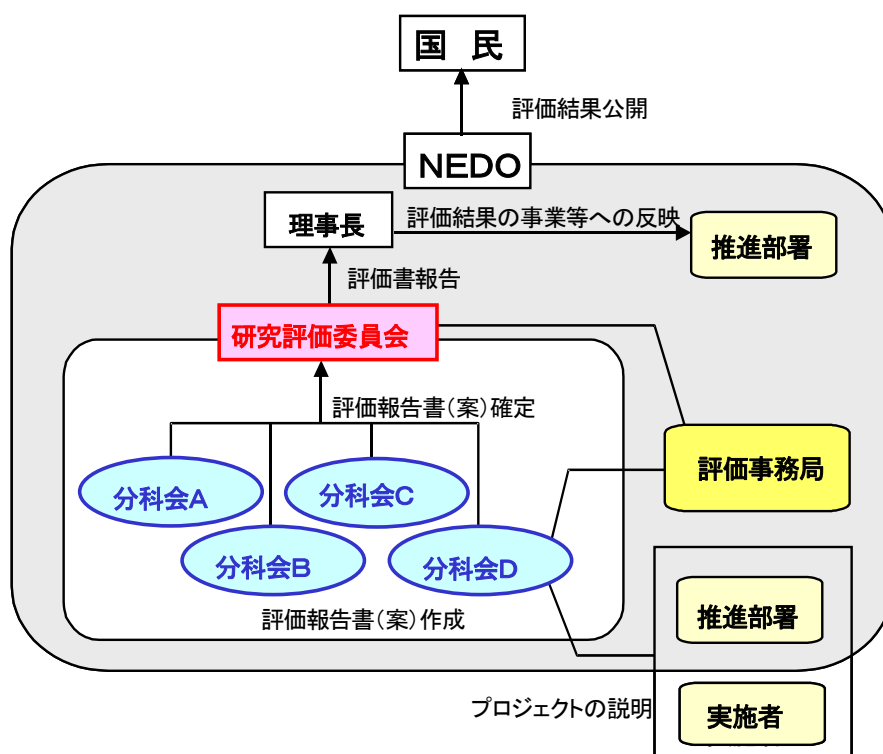 国　民
評価結果公開
NEDO
理事長
評価結果の事業等への反映
推進部署
評価書報告
研究評価委員会
評価報告書（案）確定
分科会A
分科会C
評価事務局
分科会B
分科会D
評価報告書（案）作成
推進部署
プロジェクトの説明
実施者